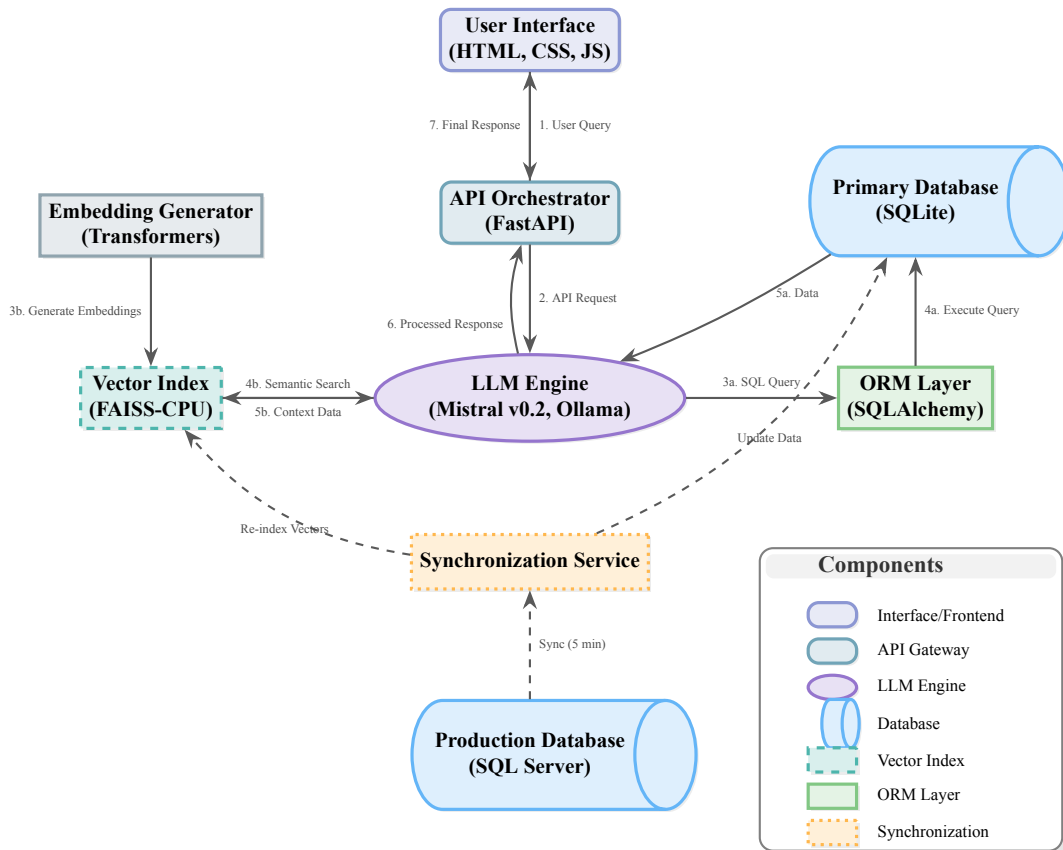 User Interface
(HTML, CSS, JS)
7. Final Response
1. User Query
Primary Database
(SQLite)
Embedding Generator
(Transformers)
API Orchestrator
(FastAPI)
3b. Generate Embeddings
2. API Request
6. Processed Response
5a. Data
4a. Execute Query
Vector Index
(FAISS-CPU)
4b. Semantic Search
5b. Context Data
LLM Engine
(Mistral v0.2, Ollama)
3a. SQL Query
ORM Layer
(SQLAlchemy)
Update Data
Re-index Vectors
Synchronization Service
Sync (5 min)
Production Database
(SQL Server)
Components
Interface/Frontend
API Gateway
LLM Engine
Database
Vector Index
ORM Layer
Synchronization